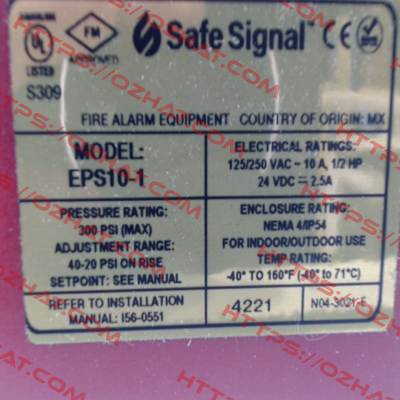 UL
LISTED
S309
FM
APPROVED
Safe Signal™ CE
FIRE ALARM EQUIPMENT COUNTRY OF ORIGIN: MX
MODEL:
EPS10-1
ELECTRICAL RATINGS:
125/250 VAC ~ 10 A, 1/2 HP
24 VDC ⎓ 2.5A
PRESSURE RATING:
300 PSI (MAX)
ADJUSTMENT RANGE:
40-20 PSI ON RISE
SETPOINT: SEE MANUAL
ENCLOSURE RATING:
NEMA 4/IP54
FOR INDOOR/OUTDOOR USE
TEMP RATING:
-40° TO 160°F (-40° to 71°C)
REFER TO INSTALLATION
MANUAL: I56-0551
4221
N04-3021-E
HTTPS://OZHAT.COM